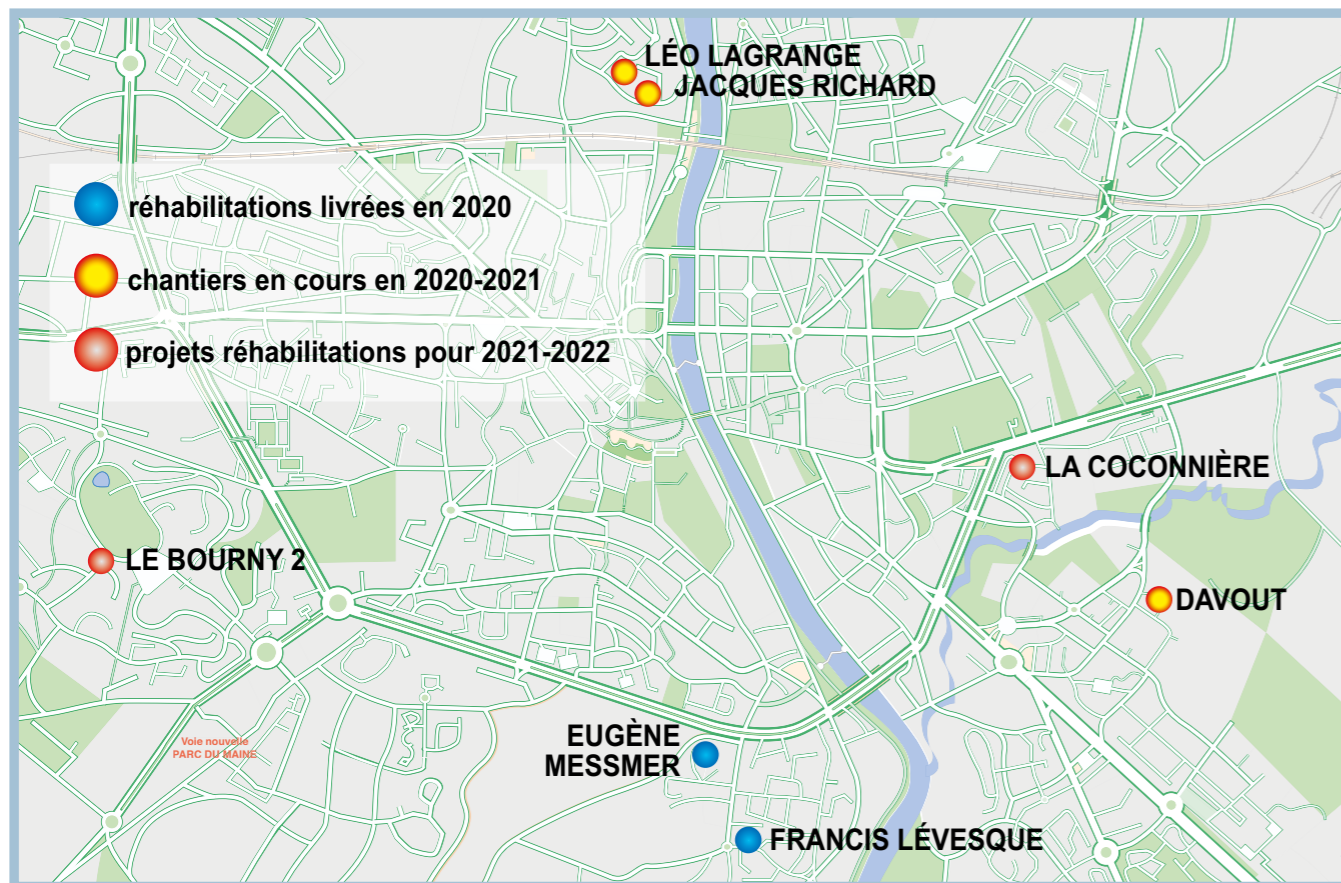 LÉO LAGRANGE
JACQUES RICHARD
réhabilitations livrées en 2020
chantiers en cours en 2020-2021
projets réhabilitations pour 2021-2022
LA COCONNIÈRE
LE BOURNY 2
DAVOUT
EUGÈNE
MESSMER
Voie nouvelle
PARC DU MAINE
FRANCIS LÉVESQUE